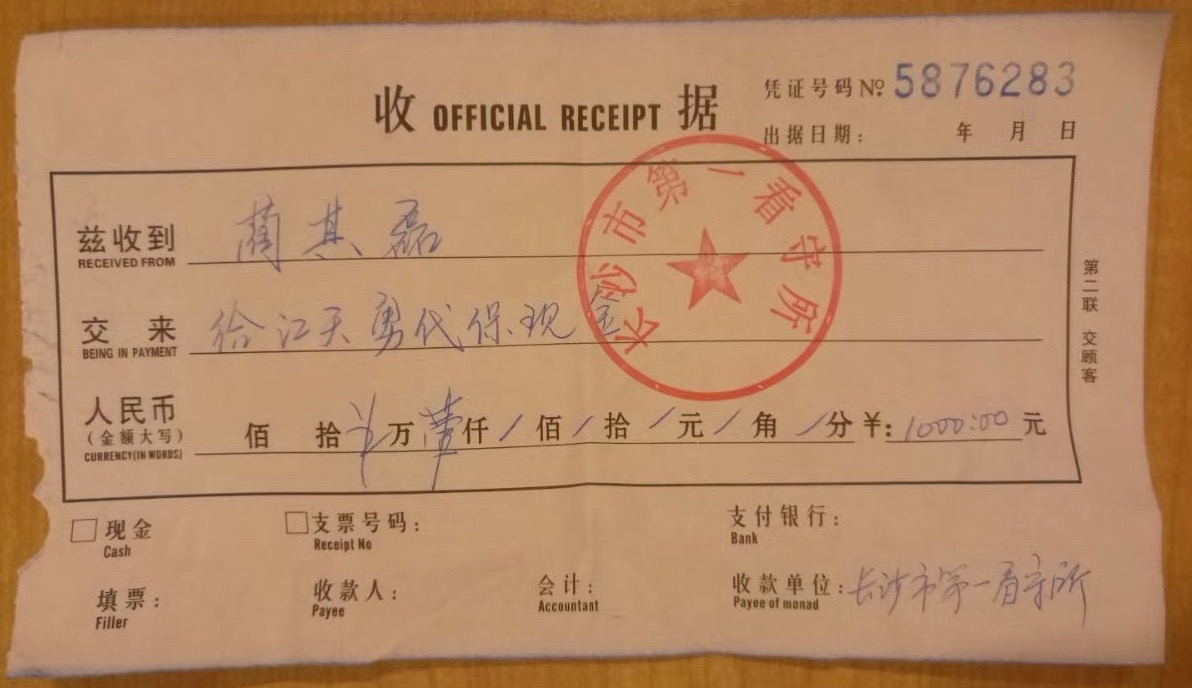 收 OFFICIAL RECEIPT 据
凭证号码 №: 5876283
出据日期: 年 月 日
长沙市第一看守所
兹收到 蔺其磊
RECEIVED FROM
交来 给江天勇代保现金
BEING IN PAYMENT
人民币
(金额大写) 佰 拾 万 壹仟 / 佰 / 拾 / 元 / 角 / 分 ¥: 1000:00 元
CURRENCY(IN WORDS)
第二联 交顾客
□ 现金 □ 支票号码: 支付银行:
Cash Receipt No Bank
填票: 收款人: 会计: 收款单位: 长沙市第一看守所
Filler Payee Accountant Payee of monad